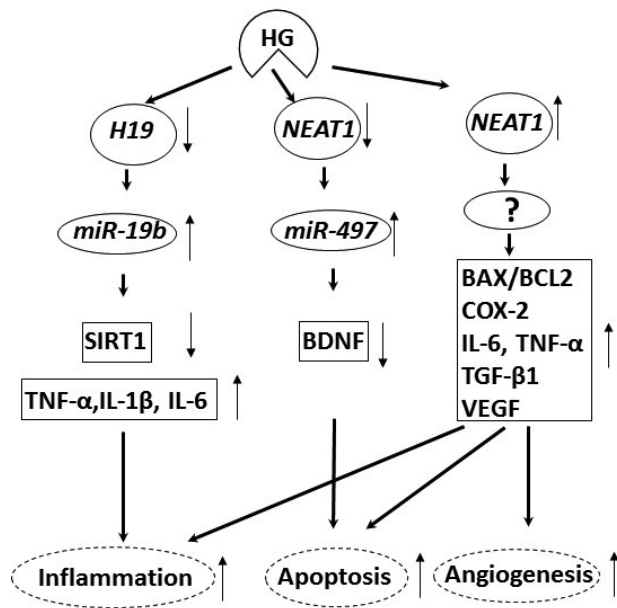 HG
H19
NEAT1
NEAT1
miR-19b
miR-497
?
SIRT1
TNF-α,IL-1β, IL-6
BDNF
BAX/BCL2
COX-2
IL-6, TNF-α
TGF-β1
VEGF
Inflammation
Apoptosis
Angiogenesis